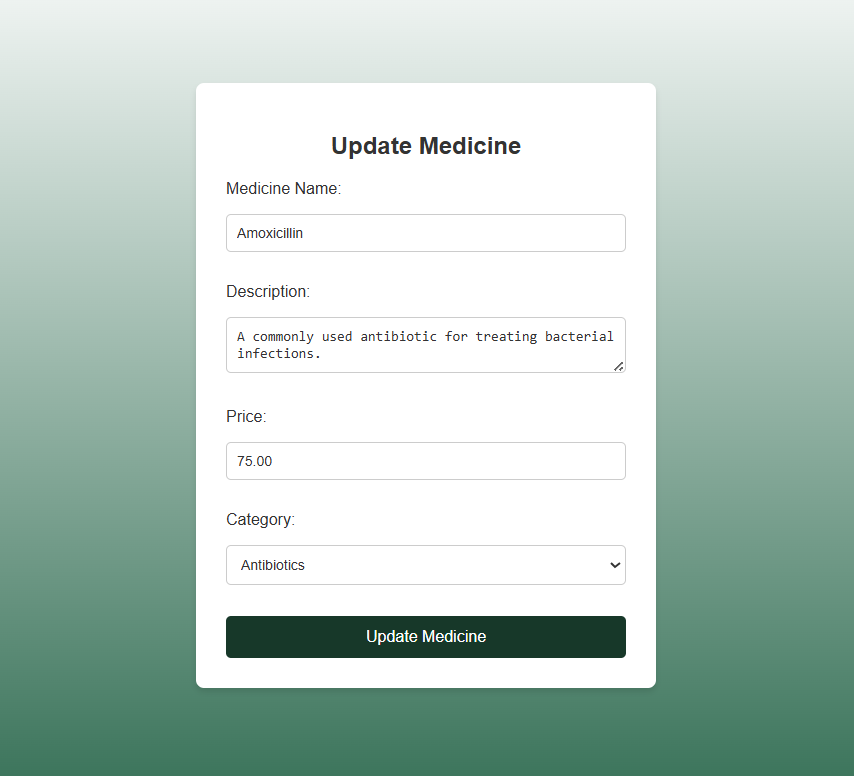 Update Medicine
Medicine Name:
Amoxicillin
Description:
A commonly used antibiotic for treating bacterial
infections.
Price:
75.00
Category:
Antibiotics
Update Medicine